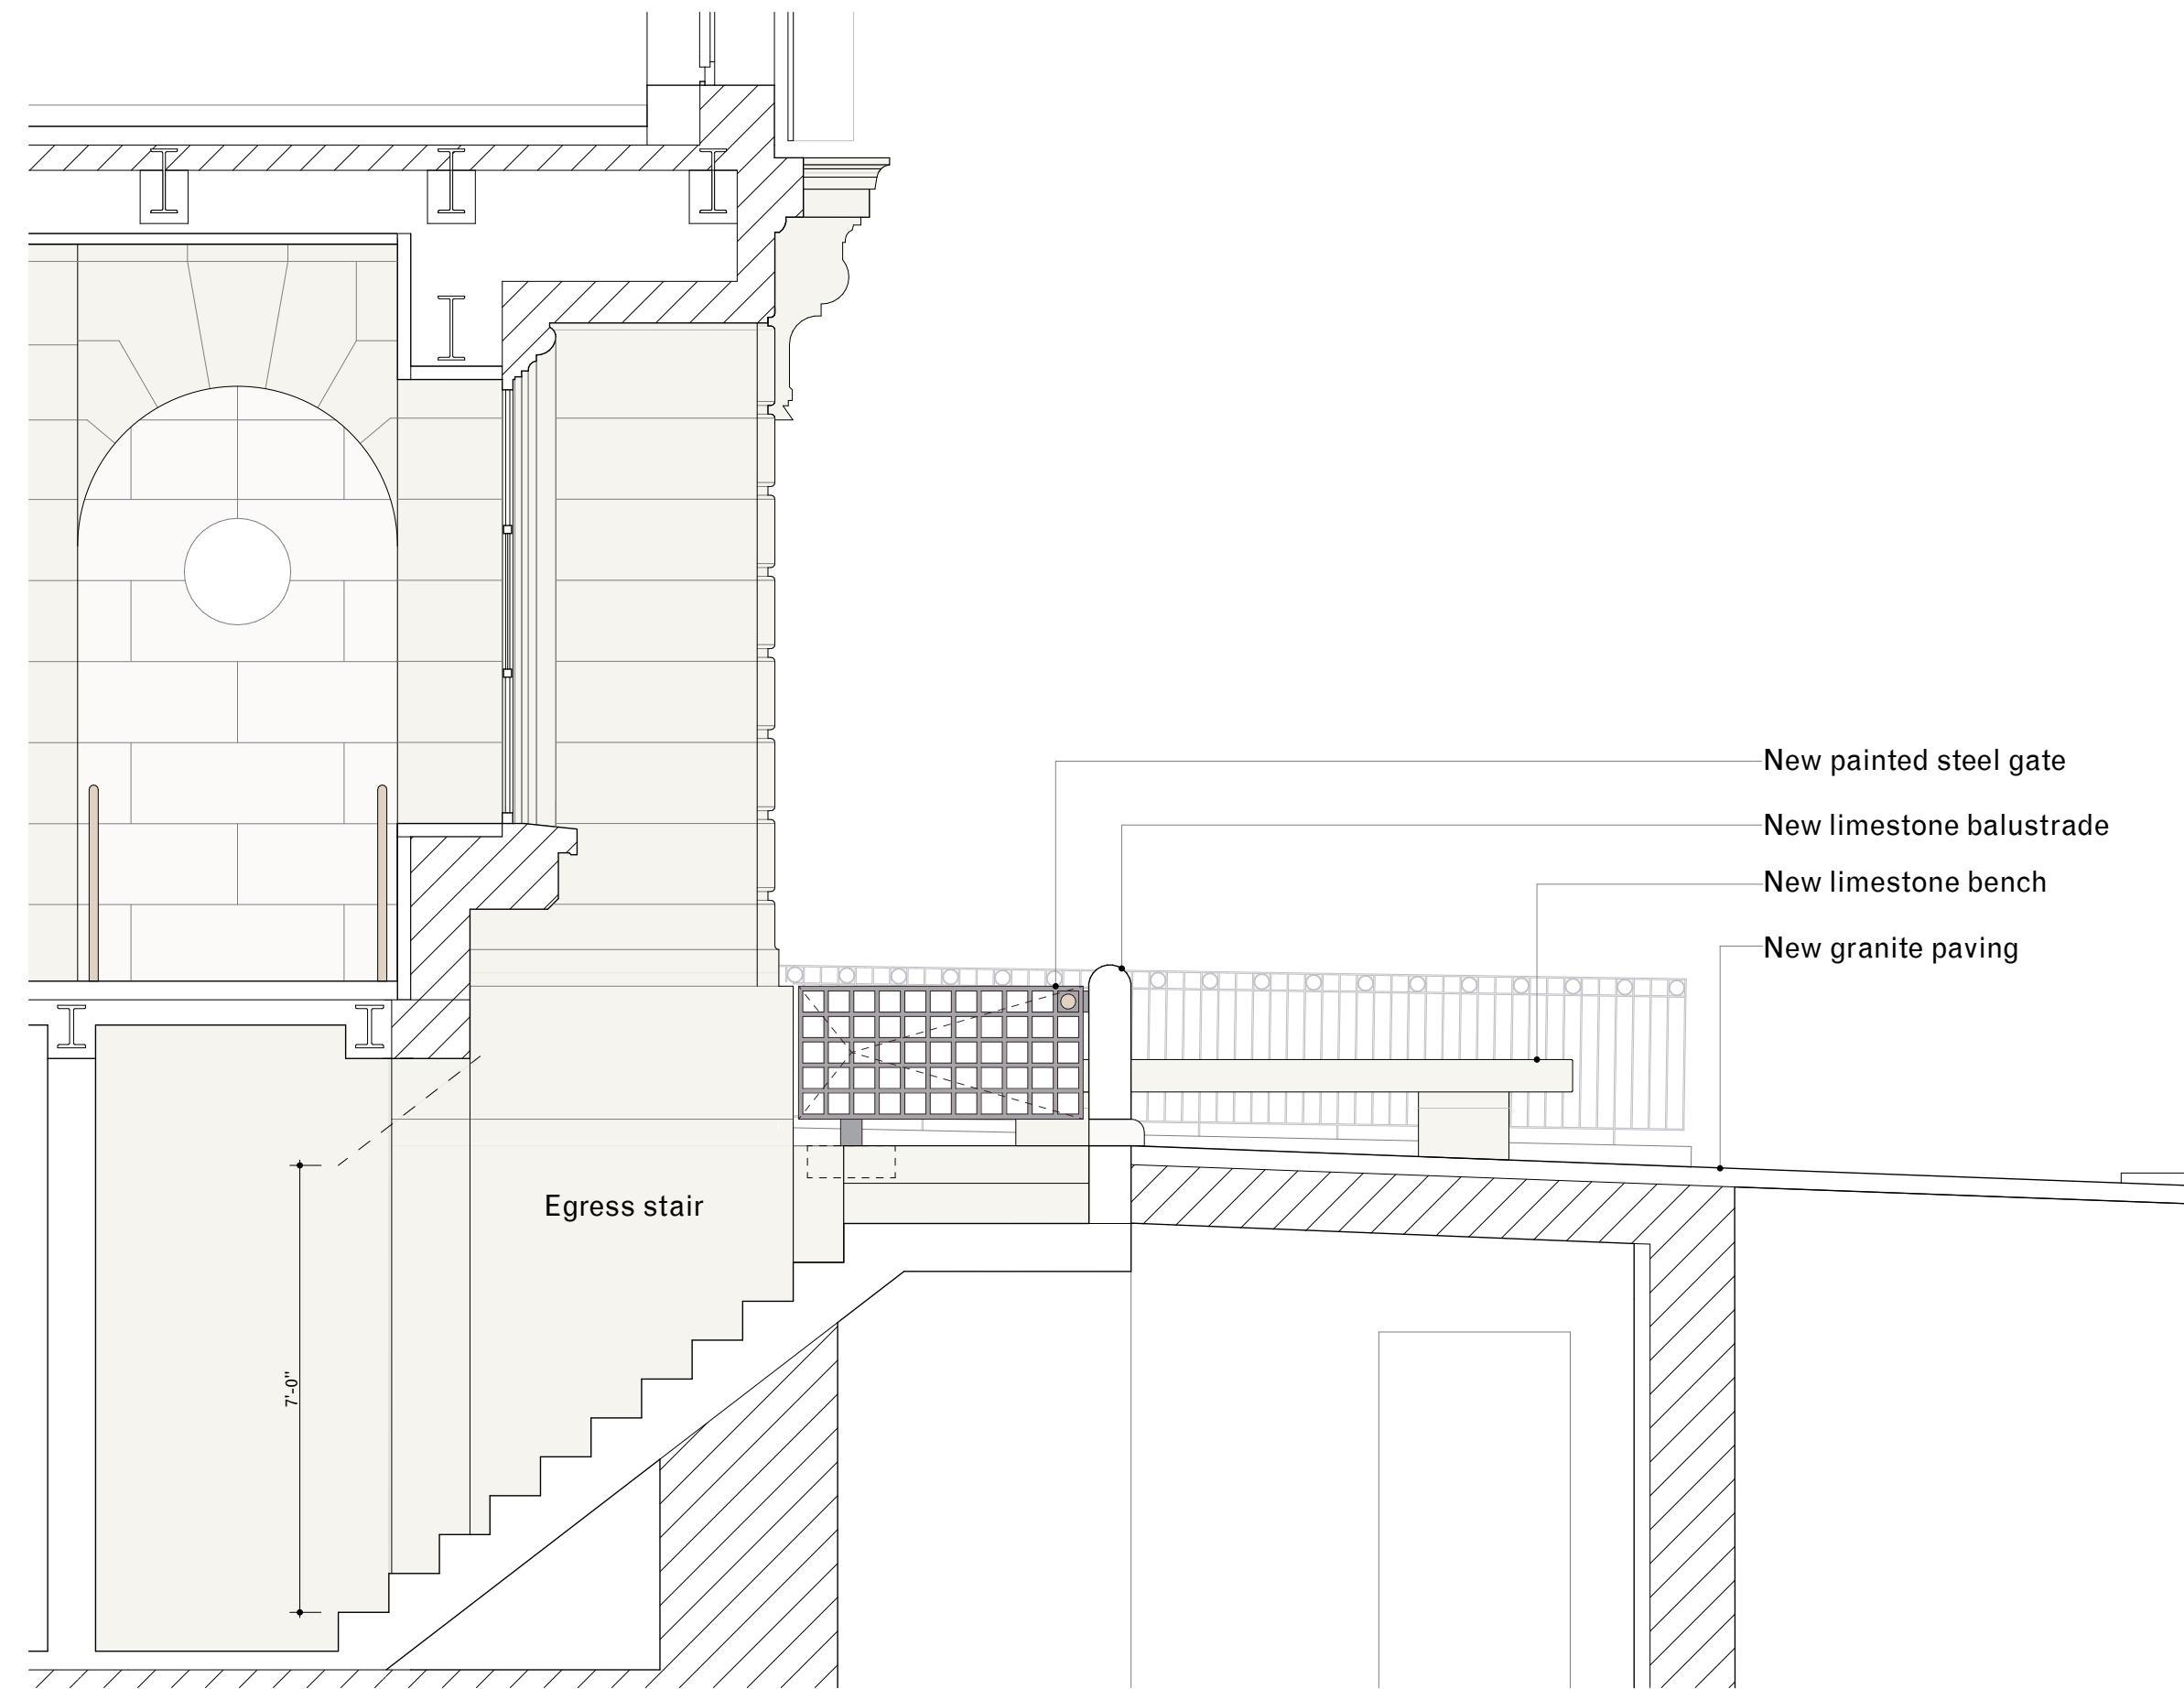 New painted steel gate
New limestone balustrade
New limestone bench
New granite paving
Egress stair
7'-0"